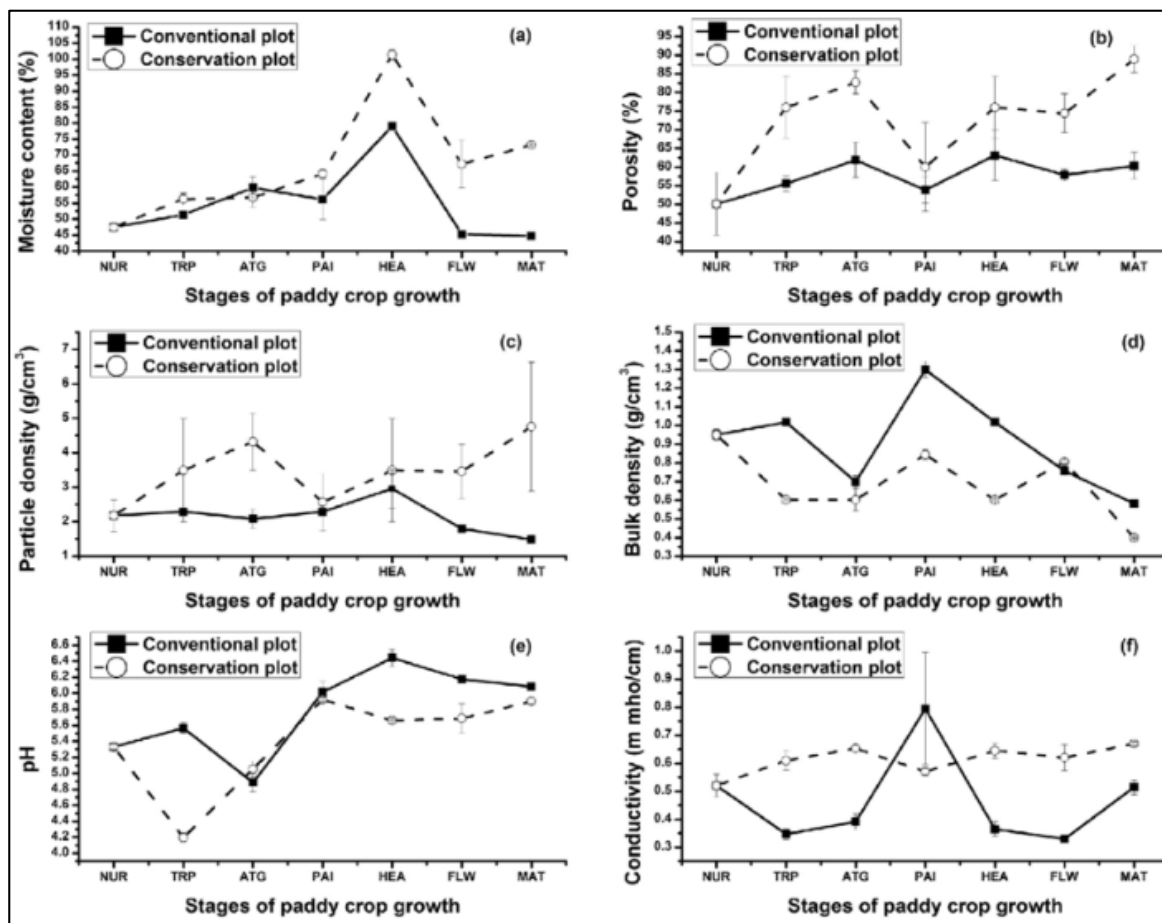 Moisture content (%)
110
105
100
95
90
85
80
75
70
65
60
55
50
45
40
Conventional plot
Conservation plot
(a)
NUR TRP ATG PAI HEA FLW MAT
Stages of paddy crop growth
Porosity (%)
95
90
85
80
75
70
65
60
55
50
45
40
Conventional plot
Conservation plot
(b)
NUR TRP ATG PAI HEA FLW MAT
Stages of paddy crop growth
Particle donsity (g/cm³)
7
6
5
4
3
2
1
Conventional plot
Conservation plot
(c)
NUR TRP ATG PAI HEA FLW MAT
Stages of paddy crop growth
Bulk density (g/cm³)
1.5
1.4
1.3
1.2
1.1
1.0
0.9
0.8
0.7
0.6
0.5
0.4
0.3
Conventional plot
Conservation plot
(d)
NUR TRP ATG PAI HEA FLW MAT
Stages of paddy crop growth
pH
6.6
6.4
6.2
6.0
5.8
5.6
5.4
5.2
5.0
4.8
4.6
4.4
4.2
4.0
Conventional plot
Conservation plot
(e)
NUR TRP ATG PAI HEA FLW MAT
Stages of paddy crop growth
Conductivity (m mho/cm)
1.0
0.9
0.8
0.7
0.6
0.5
0.4
0.3
Conventional plot
Conservation plot
(f)
NUR TRP ATG PAI HEA FLW MAT
Stages of paddy crop growth